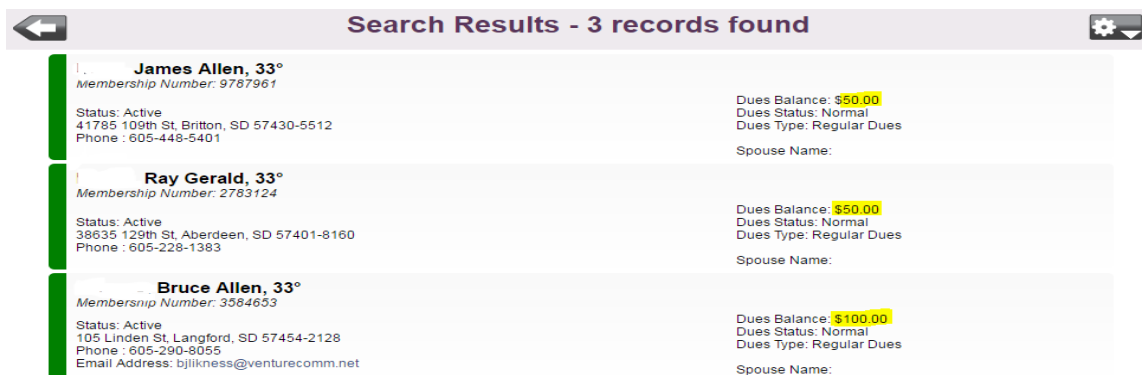 Search Results - 3 records found
James Allen, 33°
Membership Number: 9787961
Status: Active
41785 109th St, Britton, SD 57430-5512
Phone : 605-448-5401
Dues Balance: $50.00
Dues Status: Normal
Dues Type: Regular Dues
Spouse Name:
Ray Gerald, 33°
Membership Number: 2783124
Status: Active
38635 129th St, Aberdeen, SD 57401-8160
Phone : 605-228-1383
Dues Balance: $50.00
Dues Status: Normal
Dues Type: Regular Dues
Spouse Name:
Bruce Allen, 33°
Membership Number: 3584653
Status: Active
105 Linden St, Langford, SD 57454-2128
Phone : 605-290-8055
Email Address: bjlikness@venturecomm.net
Dues Balance: $100.00
Dues Status: Normal
Dues Type: Regular Dues
Spouse Name: